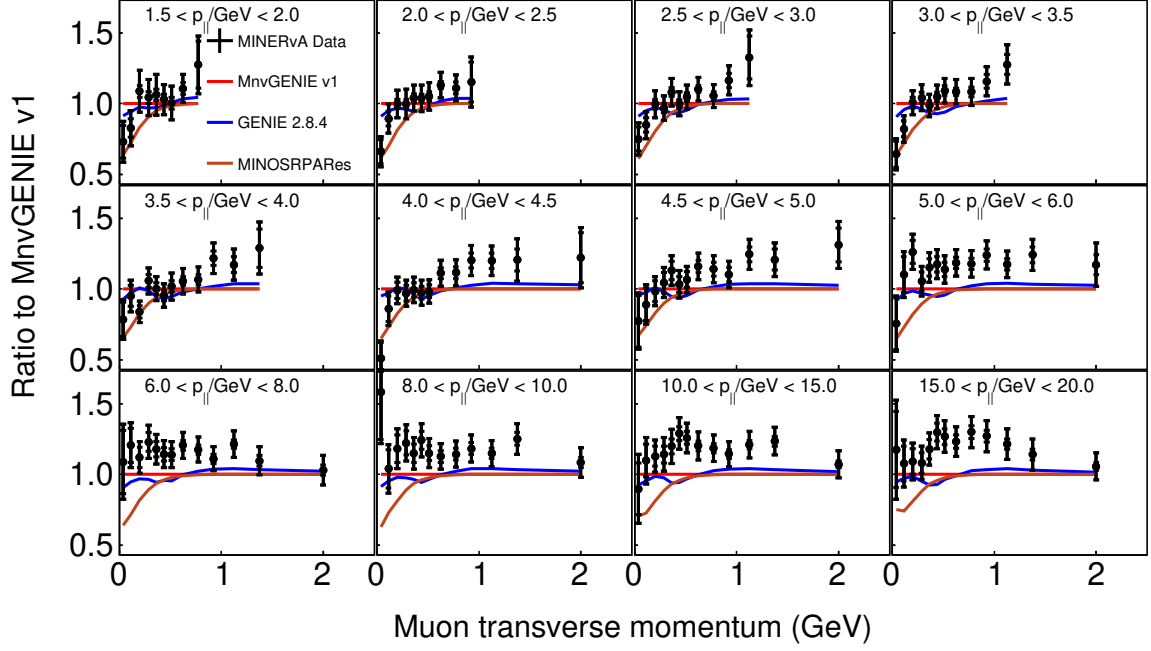 1.5 < p||/GeV < 2.0
2.0 < p||/GeV < 2.5
2.5 < p||/GeV < 3.0
3.0 < p||/GeV < 3.5
MINERvA Data
MnvGENIE v1
GENIE 2.8.4
MINOSRPARes
1.5
1.0
0.5
3.5 < p||/GeV < 4.0
4.0 < p||/GeV < 4.5
4.5 < p||/GeV < 5.0
5.0 < p||/GeV < 6.0
1.5
1.0
0.5
6.0 < p||/GeV < 8.0
8.0 < p||/GeV < 10.0
10.0 < p||/GeV < 15.0
15.0 < p||/GeV < 20.0
1.5
1.0
0.5
0 1 2 0 1 2 0 1 2 0 1 2
Ratio to MnvGENIE v1
Muon transverse momentum (GeV)